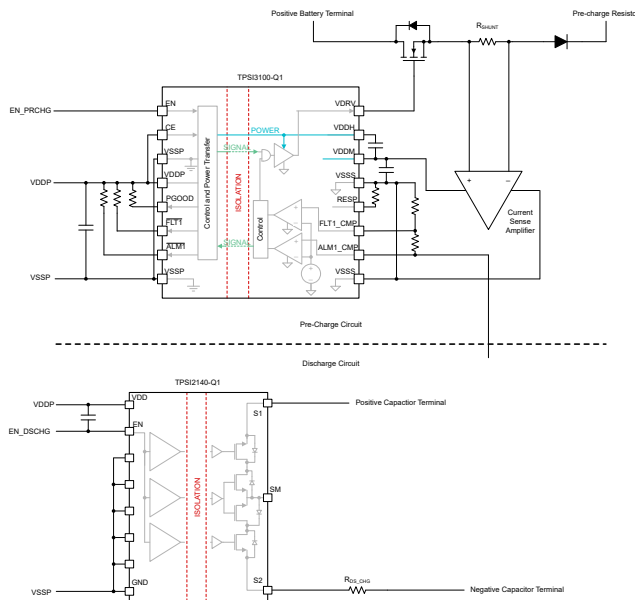 Positive Battery Terminal
R_SHUNT
Pre-charge Resisto
TPSI3100-Q1
EN_PRCHG
EN
VDRV
CE
POWER
VDDH
SIGNAL
VSSP
VDDM
VDDP
VDDP
VSSS
Control and Power Transfer
ISOLATION
Control
PGOOD
RESP
FLT1
FLT1_CMP
SIGNAL
ALM1
ALM1_CMP
VSSP
VSSP
VSSS
+
−
Current
Sense
Amplifier
Pre-Charge Circuit
Discharge Circuit
TPSI2140-Q1
VDDP
VDD
S1
Positive Capactior Terminal
EN_DSCHG
EN
ISOLATION
SM
VSSP
GND
S2
R_DS_CHG
Negative Capacitor Terminal